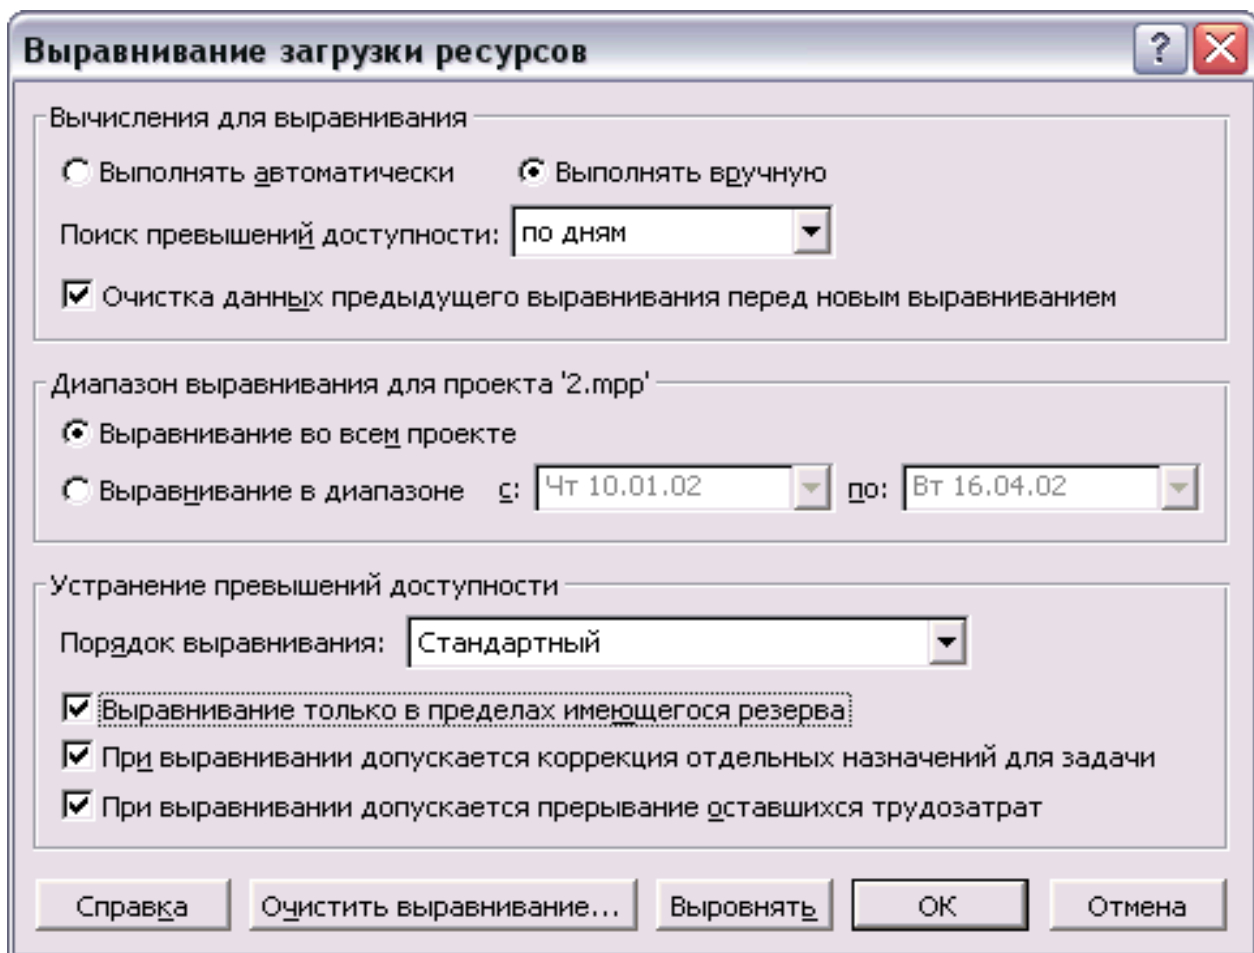 Выравнивание загрузки ресурсов ?
Вычисления для выравнивания
Выполнять автоматически Выполнять вручную
Поиск превышений доступности: по дням
Очистка данных предыдущего выравнивания перед новым выравниванием
Диапазон выравнивания для проекта '2.mpp'
Выравнивание во всем проекте
Выравнивание в диапазоне с: Чт 10.01.02 по: Вт 16.04.02
Устранение превышений доступности
Порядок выравнивания: Стандартный
Выравнивание только в пределах имеющегося резерва
При выравнивании допускается коррекция отдельных назначений для задачи
При выравнивании допускается прерывание оставшихся трудозатрат
Справка Очистить выравнивание... Выровнять ОК Отмена